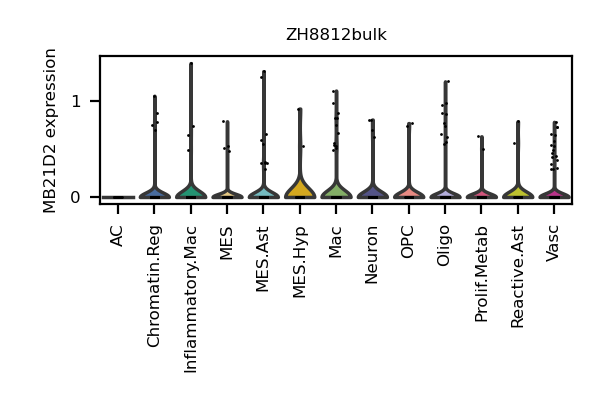 ZH8812bulk
MB21D2 expression
1
0
AC
Chromatin.Reg
Inflammatory.Mac
MES
MES.Ast
MES.Hyp
Mac
Neuron
OPC
Oligo
Prolif.Metab
Reactive.Ast
Vasc